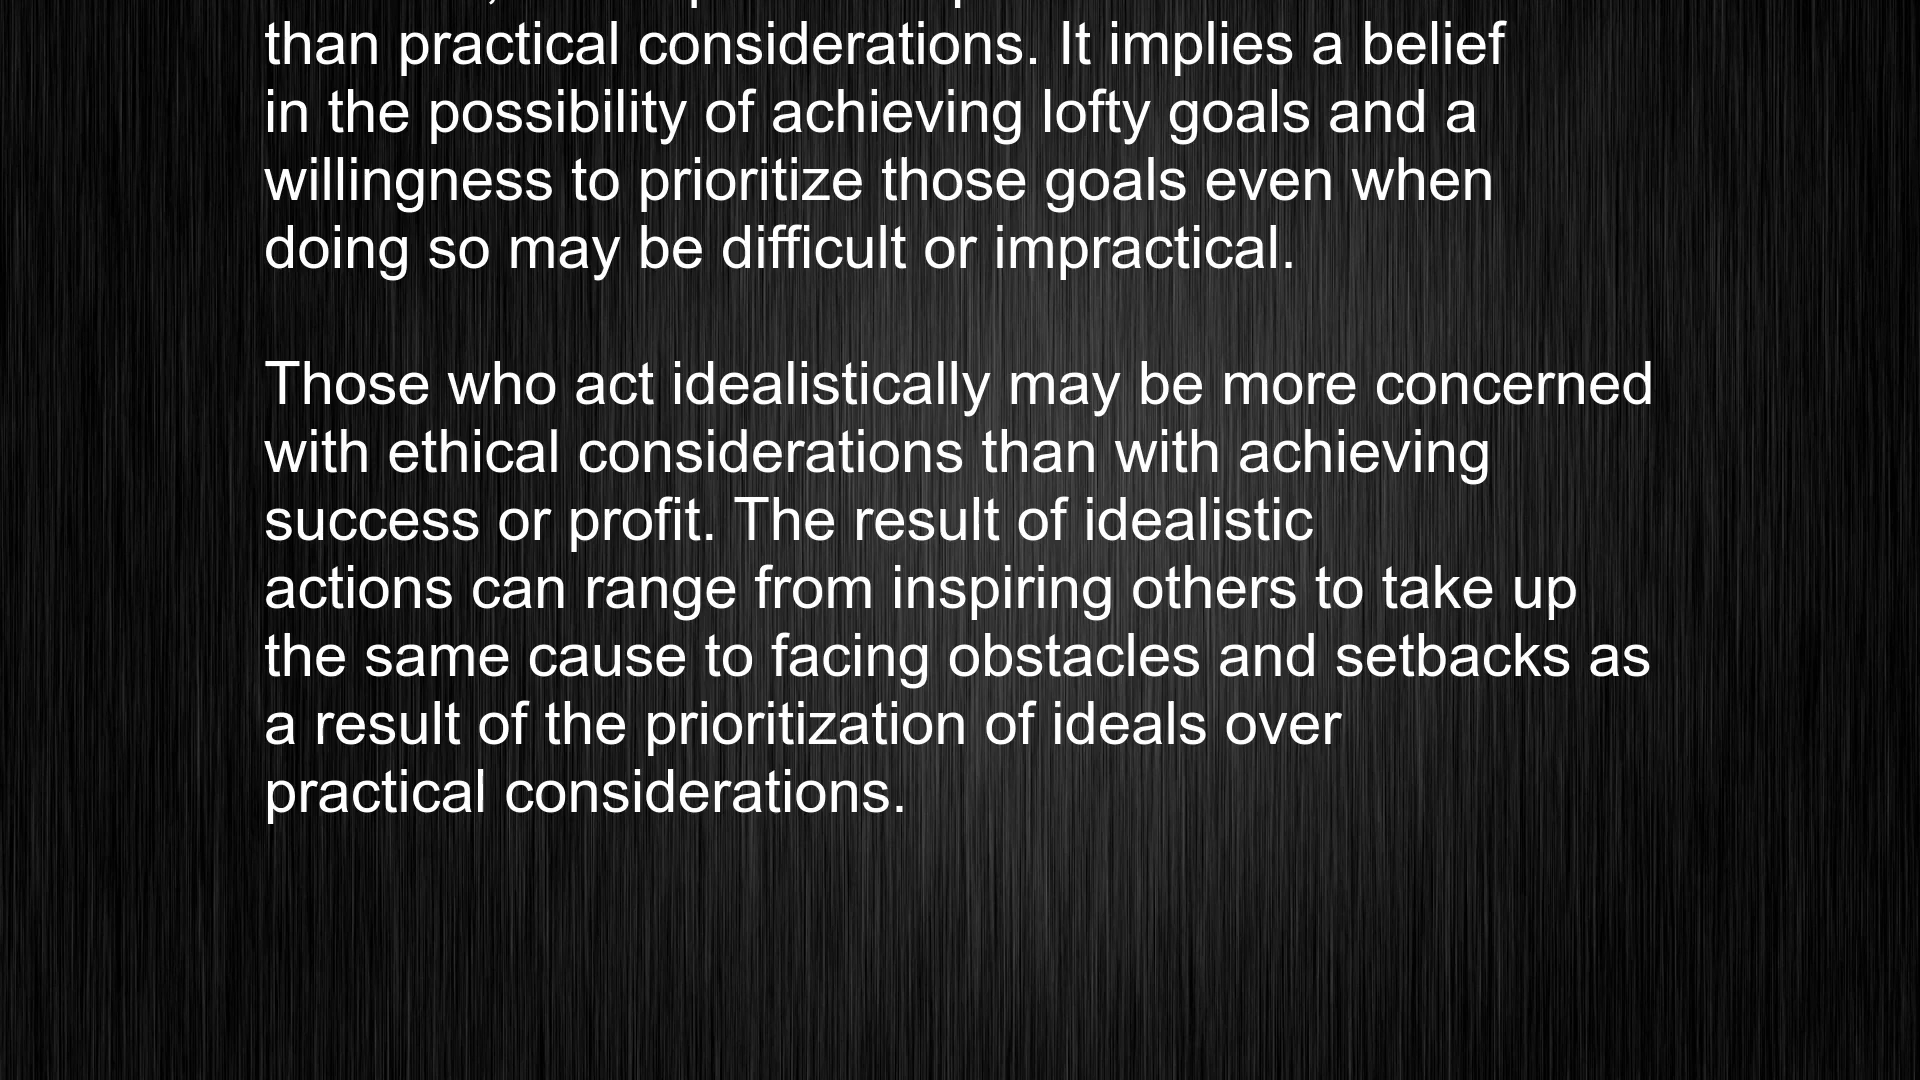 than practical considerations. It implies a belief
in the possibility of achieving lofty goals and a
willingness to prioritize those goals even when
doing so may be difficult or impractical.
Those who act idealistically may be more concerned
with ethical considerations than with achieving
success or profit. The result of idealistic
actions can range from inspiring others to take up
the same cause to facing obstacles and setbacks as
a result of the prioritization of ideals over
practical considerations.